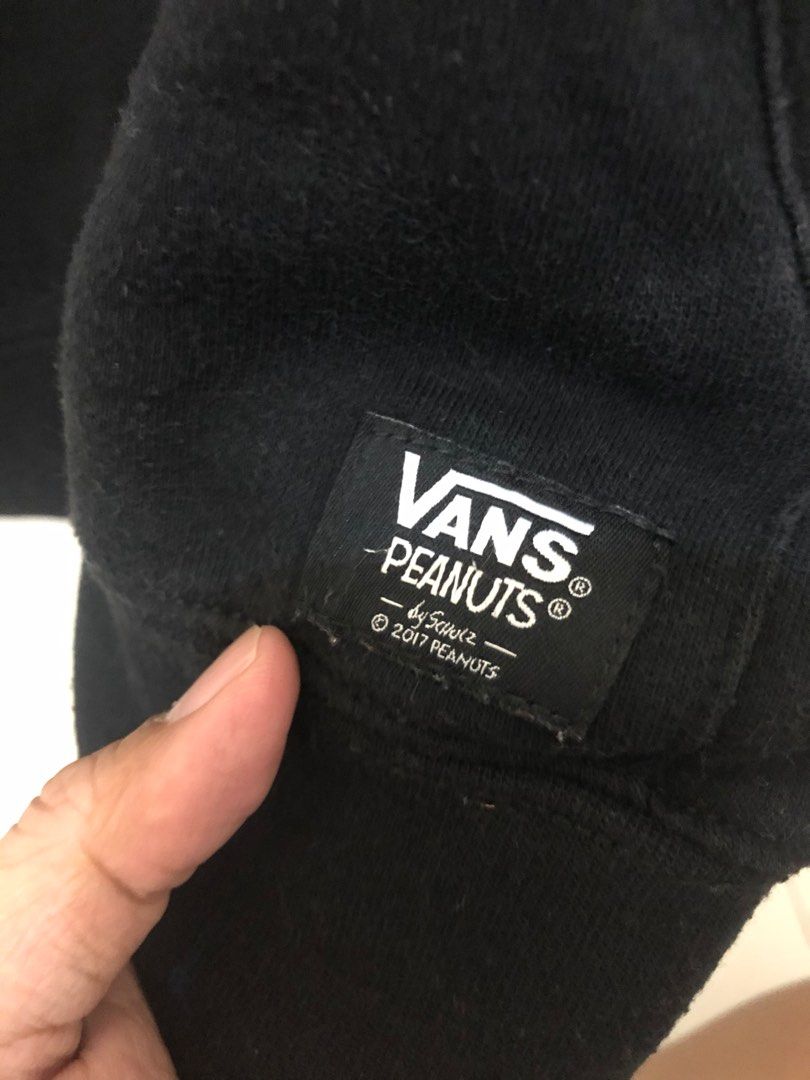 VANS®
PEANUTS®
— by SCHULZ —
© 2017 PEANUTS